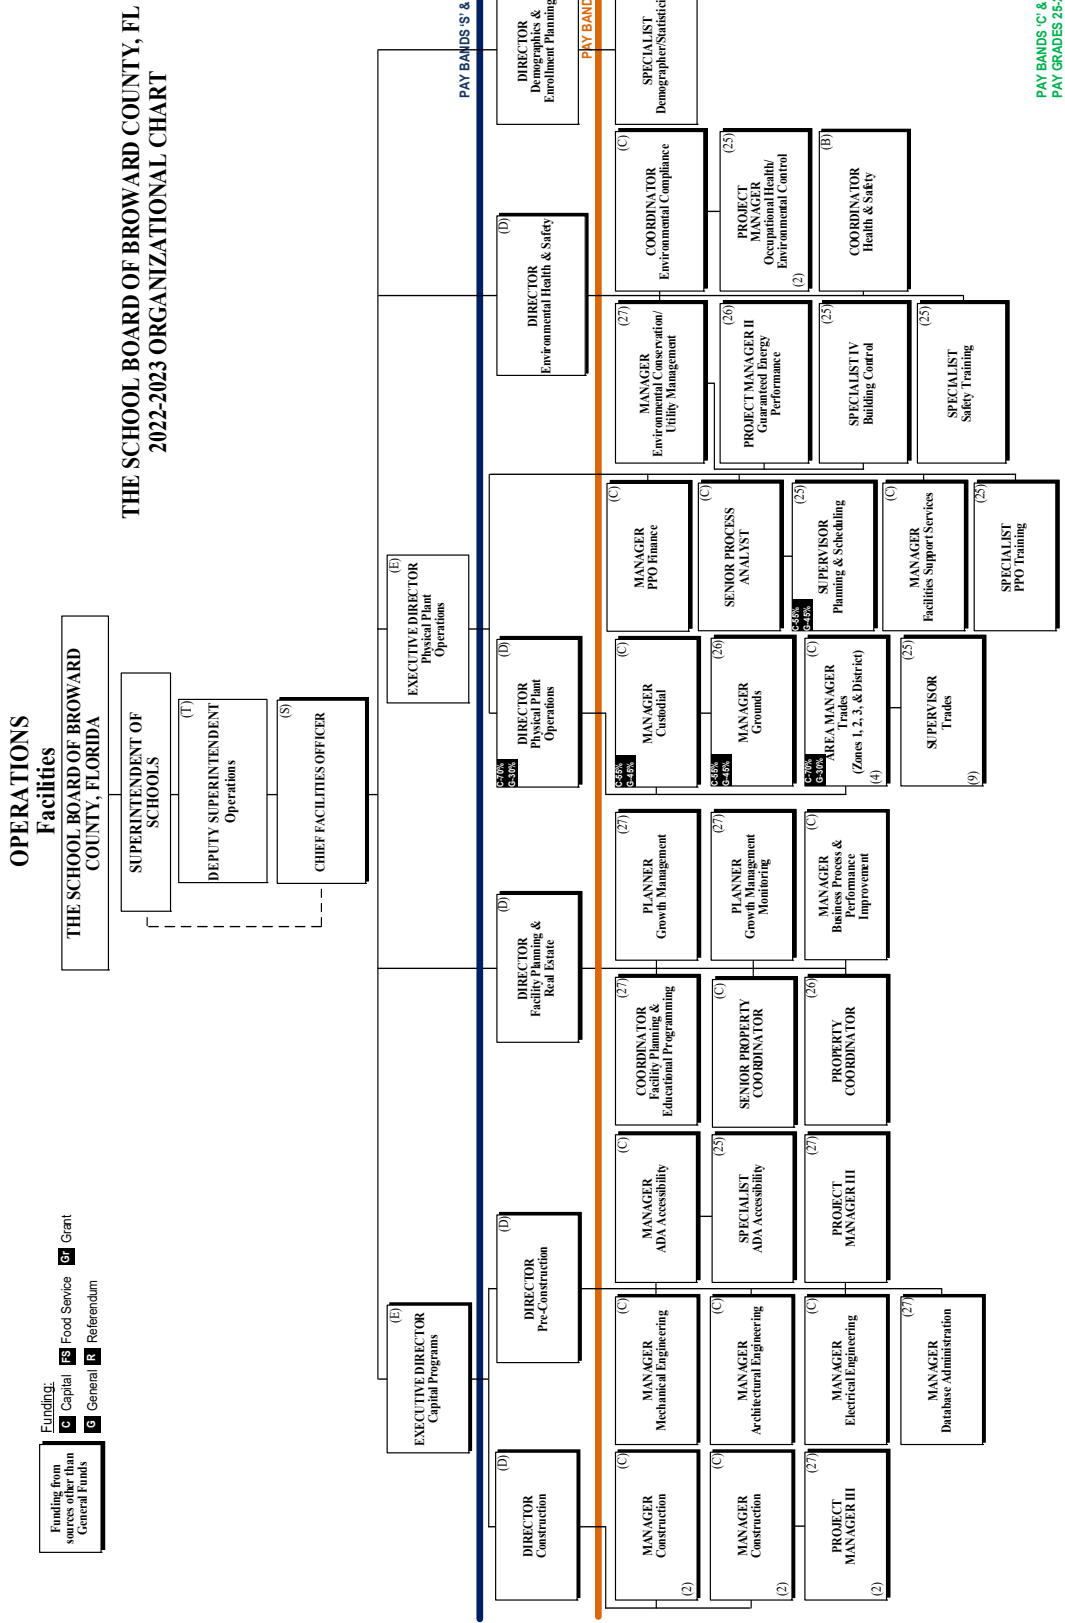 OPERATIONS
Facilities
THE SCHOOL BOARD OF BROWARD COUNTY, FL
2022-2023 ORGANIZATIONAL CHART
Funding from
sources other than
General Funds
Funding:
C Capital FS Food Service Gr Grant
G General R Referendum
THE SCHOOL BOARD OF BROWARD
COUNTY, FLORIDA
SUPERINTENDENT OF
SCHOOLS
(T)
DEPUTY SUPERINTENDENT
Operations
(S)
CHIEF FACILITIES OFFICER
(E)
EXECUTIVE DIRECTOR
Capital Programs
(E)
EXECUTIVE DIRECTOR
Physical Plant
Operations
PAY BANDS 'S' &
(D)
DIRECTOR
Construction
(D)
DIRECTOR
Pre-Construction
(D)
DIRECTOR
Facility Planning &
Real Estate
(D)
DIRECTOR
Physical Plant
Operations
C-70%
G-30%
(D)
DIRECTOR
Environmental Health & Safety
DIRECTOR
Demographics &
Enrollment Planning
PAY BAND
(C)
MANAGER
Construction
(2)
(C)
MANAGER
Construction
(2)
(27)
PROJECT
MANAGER III
(2)
(C)
MANAGER
Mechanical Engineering
(C)
MANAGER
Architectural Engineering
(C)
MANAGER
Electrical Engineering
(27)
MANAGER
Database Administration
(C)
MANAGER
ADA Accessibility
(25)
SPECIALIST
ADA Accessibility
(27)
PROJECT
MANAGER III
(27)
COORDINATOR
Facility Planning &
Educational Programming
(C)
SENIOR PROPERTY
COORDINATOR
(26)
PROPERTY
COORDINATOR
(27)
PLANNER
Growth Management
(27)
PLANNER
Growth Management
Monitoring
(C)
MANAGER
Business Process &
Performance
Improvement
(C)
MANAGER
Custodial
C-55%
G-45%
(26)
MANAGER
Grounds
C-55%
G-45%
(C)
AREA MANAGER
Trades
(Zones 1, 2, 3, & District)
(4)
C-70%
G-30%
(25)
SUPERVISOR
Trades
(9)
(C)
MANAGER
PPO Finance
(C)
SENIOR PROCESS
ANALYST
(25)
SUPERVISOR
Planning & Scheduling
C-55%
G-45%
(C)
MANAGER
Facilities Support Services
(25)
SPECIALIST
PPO Training
(27)
MANAGER
Environmental Conservation/
Utility Management
(26)
PROJECT MANAGER II
Guaranteed Energy
Performance
(25)
SPECIALIST IV
Building Control
(25)
SPECIALIST
Safety Training
(C)
COORDINATOR
Environmental Compliance
(25)
PROJECT
MANAGER
Occupational Health/
Environmental Control
(2)
(B)
COORDINATOR
Health & Safety
SPECIALIST
Demographer/Statistici
PAY BANDS 'C' &
PAY GRADES 25-